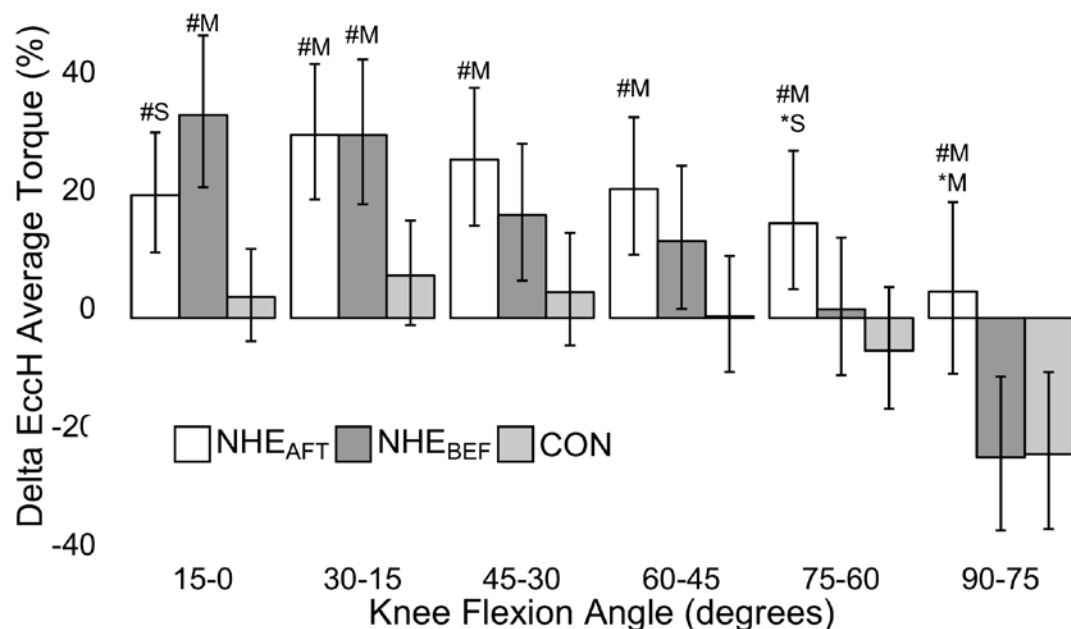 Delta EccH Average Torque (%)
40
20
0
-20
-40
#S
#M
#M
#M
#M
#M
#M
*S
#M
*M
NHEAFT NHEBEF CON
15-0 30-15 45-30 60-45 75-60 90-75
Knee Flexion Angle (degrees)